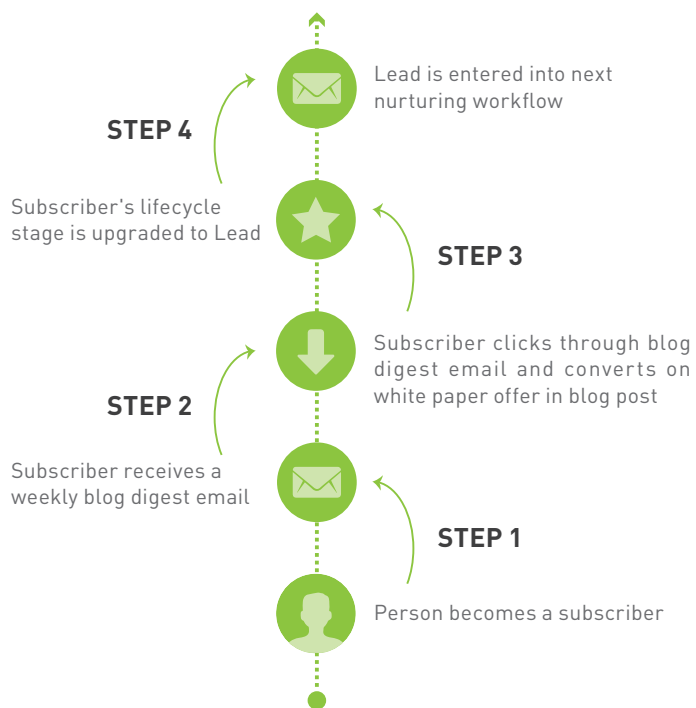 Lead is entered into next
nurturing workflow
STEP 4
Subscriber's lifecycle
stage is upgraded to Lead
STEP 3
Subscriber clicks through blog
digest email and converts on
white paper offer in blog post
STEP 2
Subscriber receives a
weekly blog digest email
STEP 1
Person becomes a subscriber